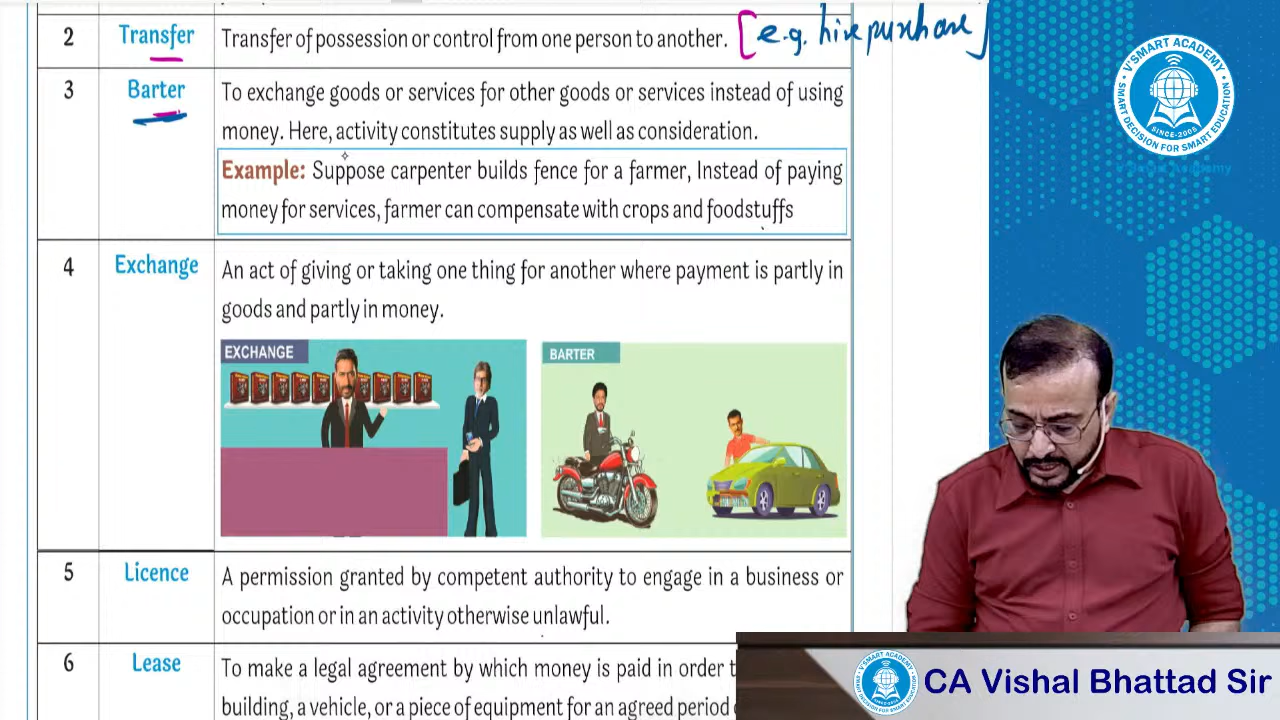 2 Transfer Transfer of possession or control from one person to another. [e.g. hire purchase]
3 Barter To exchange goods or services for other goods or services instead of using
money. Here, activity constitutes supply as well as consideration.
Example: Suppose carpenter builds fence for a farmer, Instead of paying
money for services, farmer can compensate with crops and foodstuffs
4 Exchange An act of giving or taking one thing for another where payment is partly in
goods and partly in money.
EXCHANGE
BARTER
5 Licence A permission granted by competent authority to engage in a business or
occupation or in an activity otherwise unlawful.
6 Lease To make a legal agreement by which money is paid in order
building, a vehicle, or a piece of equipment for an agreed period
V'SMART ACADEMY
SMART DECISION FOR SMART EDUCATION
SINCE-2008
V'Smart Academy
V'SMART ACADEMY
CA Vishal Bhattad Sir